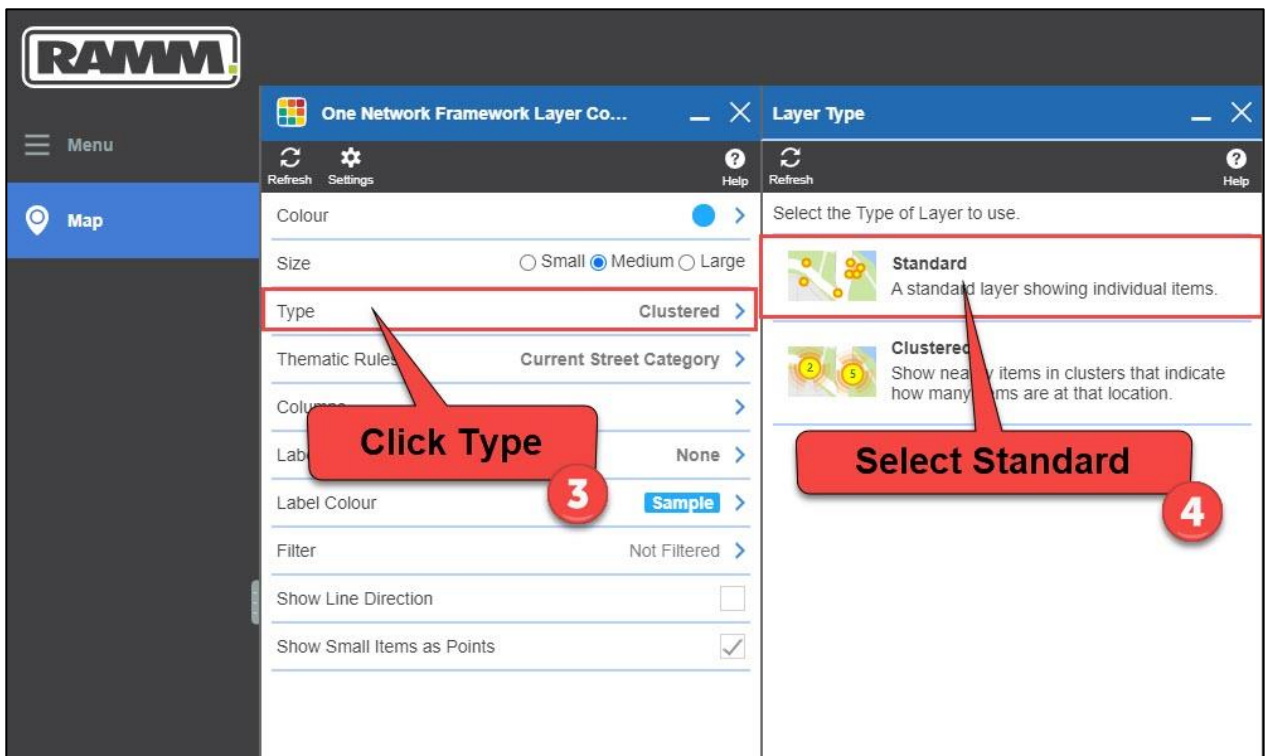 RAMM
Menu
Map
One Network Framework Layer Co...
Refresh
Settings
Help
Colour
Size
Small Medium Large
Type
Clustered
Thematic Rules
Current Street Category
Columns
None
Label Colour
Sample
Filter
Not Filtered
Show Line Direction
Show Small Items as Points
Click Type
3
Layer Type
Refresh
Help
Select the Type of Layer to use.
Standard
A standard layer showing individual items.
2
5
Clustered
Show nearby items in clusters that indicate
how many items are at that location.
Select Standard
4